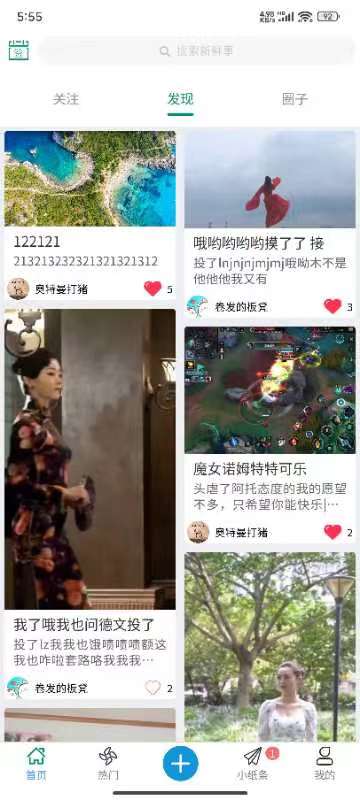 5:55
92
签
搜索新鲜事
关注
发现
圈子
122121
213213232321321321312
奥特曼打猪
5
哦哟哟哟哟摸了了 接
投了lnjnjnjmjmj哦呦木不是
他他他我又有
卷发的板凳
3
魔女诺姆特特可乐
头虐了阿托态度的我的愿望
不多，只希望你能快乐|…
奥特曼打猪
2
我了哦我也问德文投了
投了lz我我也饿啧啧啧额这
我也咋啦套路咯我我我…
卷发的板凳
2
首页
热门
小纸条
1
我的